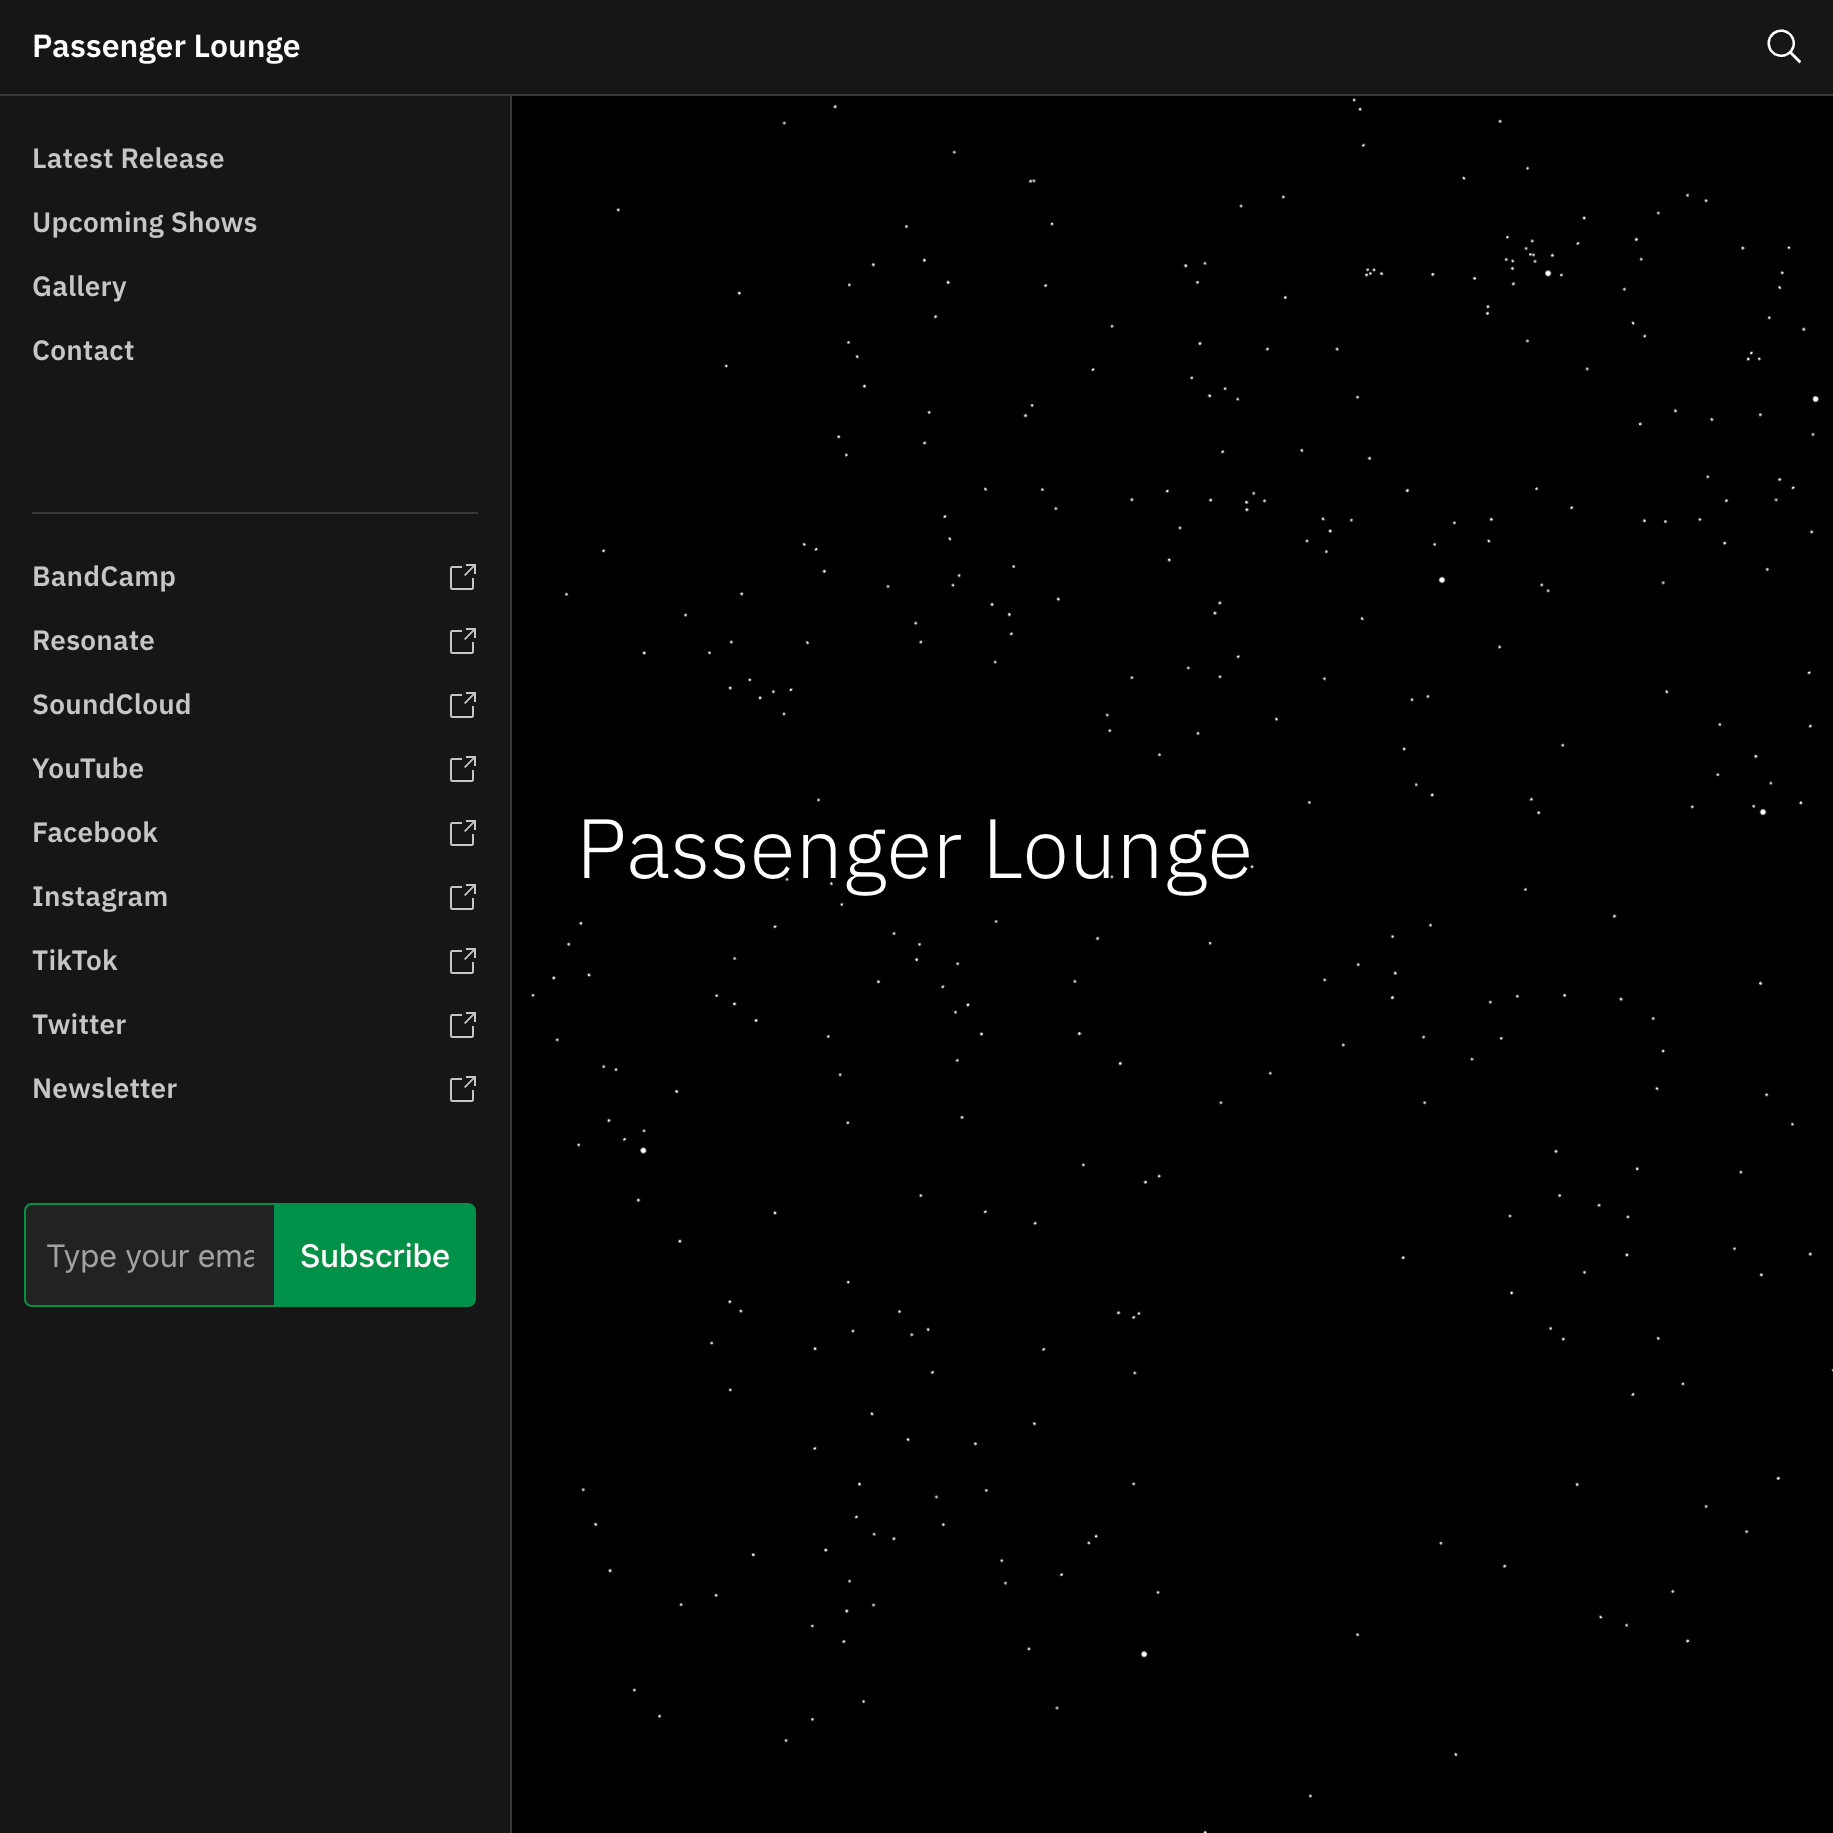 Passenger Lounge
Latest Release
Upcoming Shows
Gallery
Contact
BandCamp
Resonate
SoundCloud
YouTube
Facebook
Instagram
TikTok
Twitter
Newsletter
Type your ema
Subscribe
Passenger Lounge